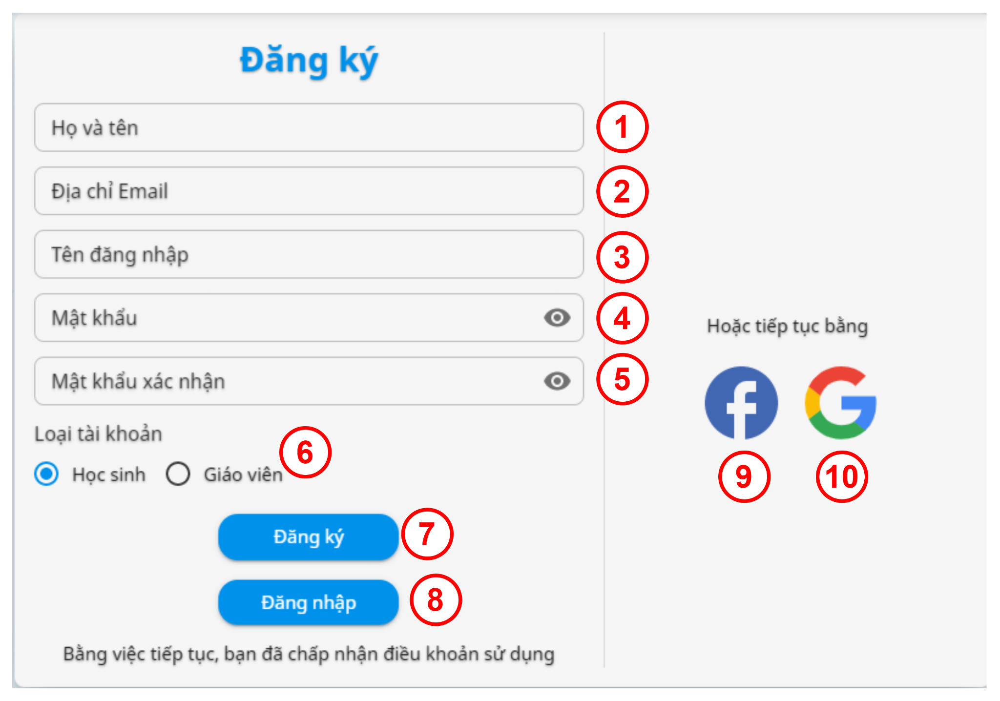 Đăng ký
Họ và tên
1
Địa chỉ Email
2
Tên đăng nhập
3
Mật khẩu
4
Mật khẩu xác nhận
5
Loại tài khoản
6
Học sinh Giáo viên
Đăng ký
7
Đăng nhập
8
Bằng việc tiếp tục, bạn đã chấp nhận điều khoản sử dụng
Hoặc tiếp tục bằng
9 10